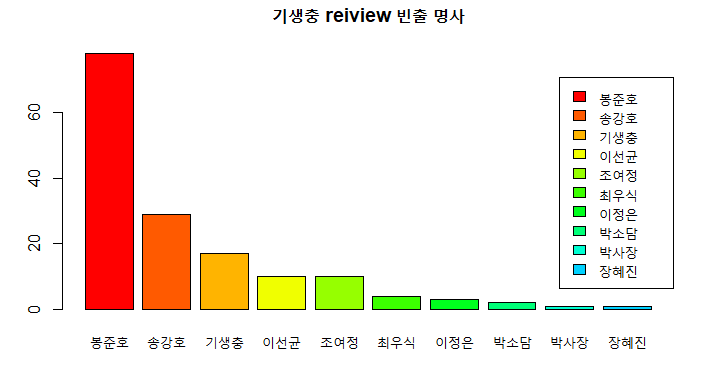 기생충 reiview 빈출 명사
60
40
20
0
봉준호
송강호
기생충
이선균
조여정
최우식
이정은
박소담
박사장
장혜진
봉준호 송강호 기생충 이선균 조여정 최우식 이정은 박소담 박사장 장혜진